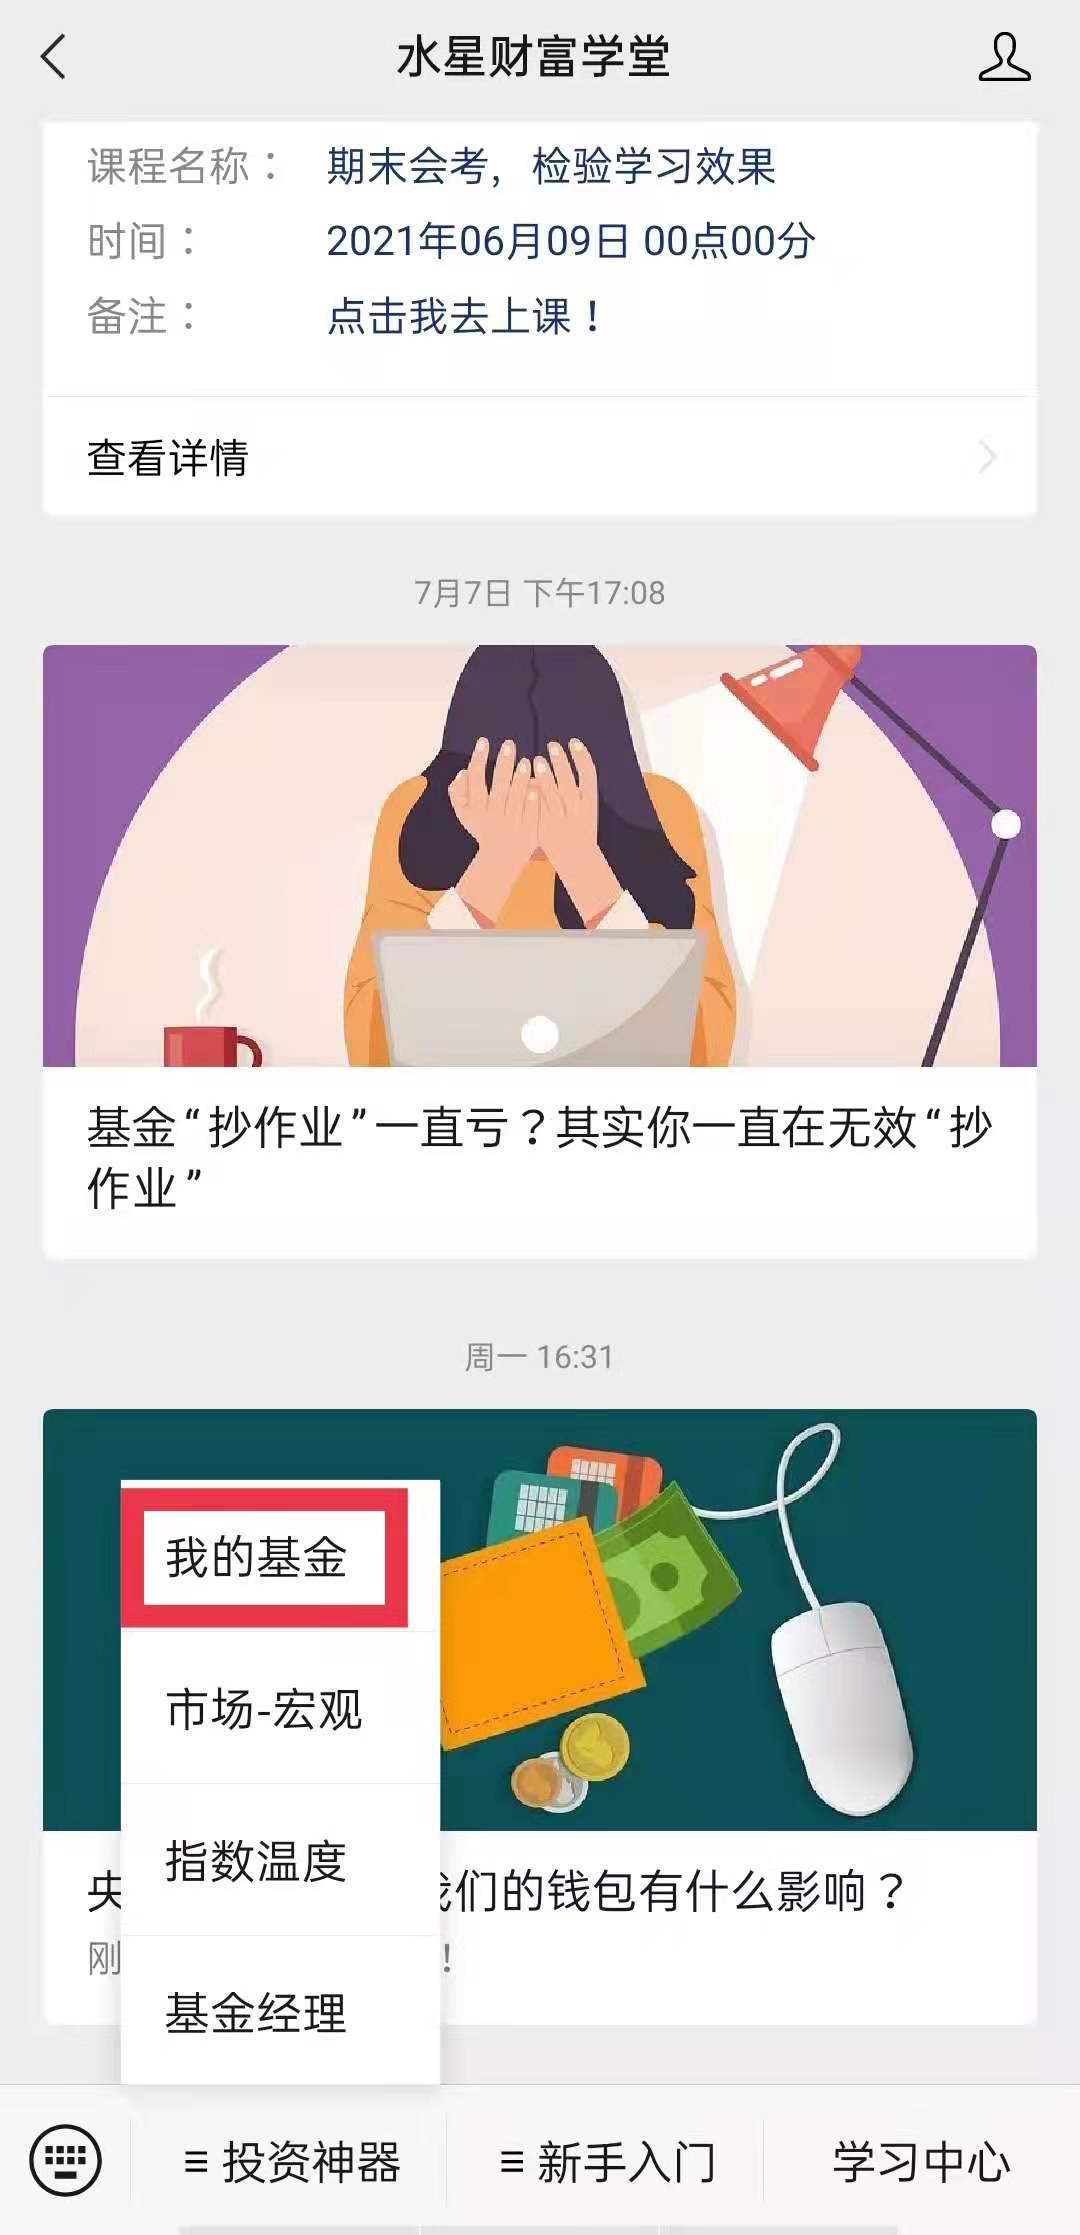 水星财富学堂
课程名称： 期末会考，检验学习效果
时间： 2021年06月09日 00点00分
备注： 点击我去上课！
查看详情
7月7日 下午17:08
基金“抄作业”一直亏？其实你一直在无效“抄
作业”
周一 16:31
我的基金
市场-宏观
指数温度
基金经理
央
我们的钱包有什么影响？
刚
！
投资神器
新手入门
学习中心